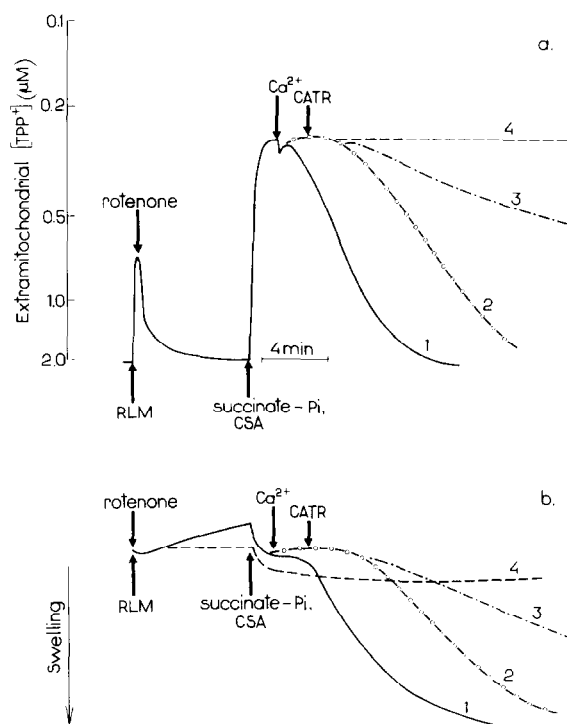 a.
Extramitochondrial [TPP⁺] (μM)
0.1
0.2
0.5
1.0
2.0
rotenone
RLM
Ca²⁺
CATR
succinate-Pi,
CSA
4 min
4
3
2
1
b.
Swelling
rotenone
RLM
Ca²⁺
CATR
succinate-Pi,
CSA
4
3
2
1